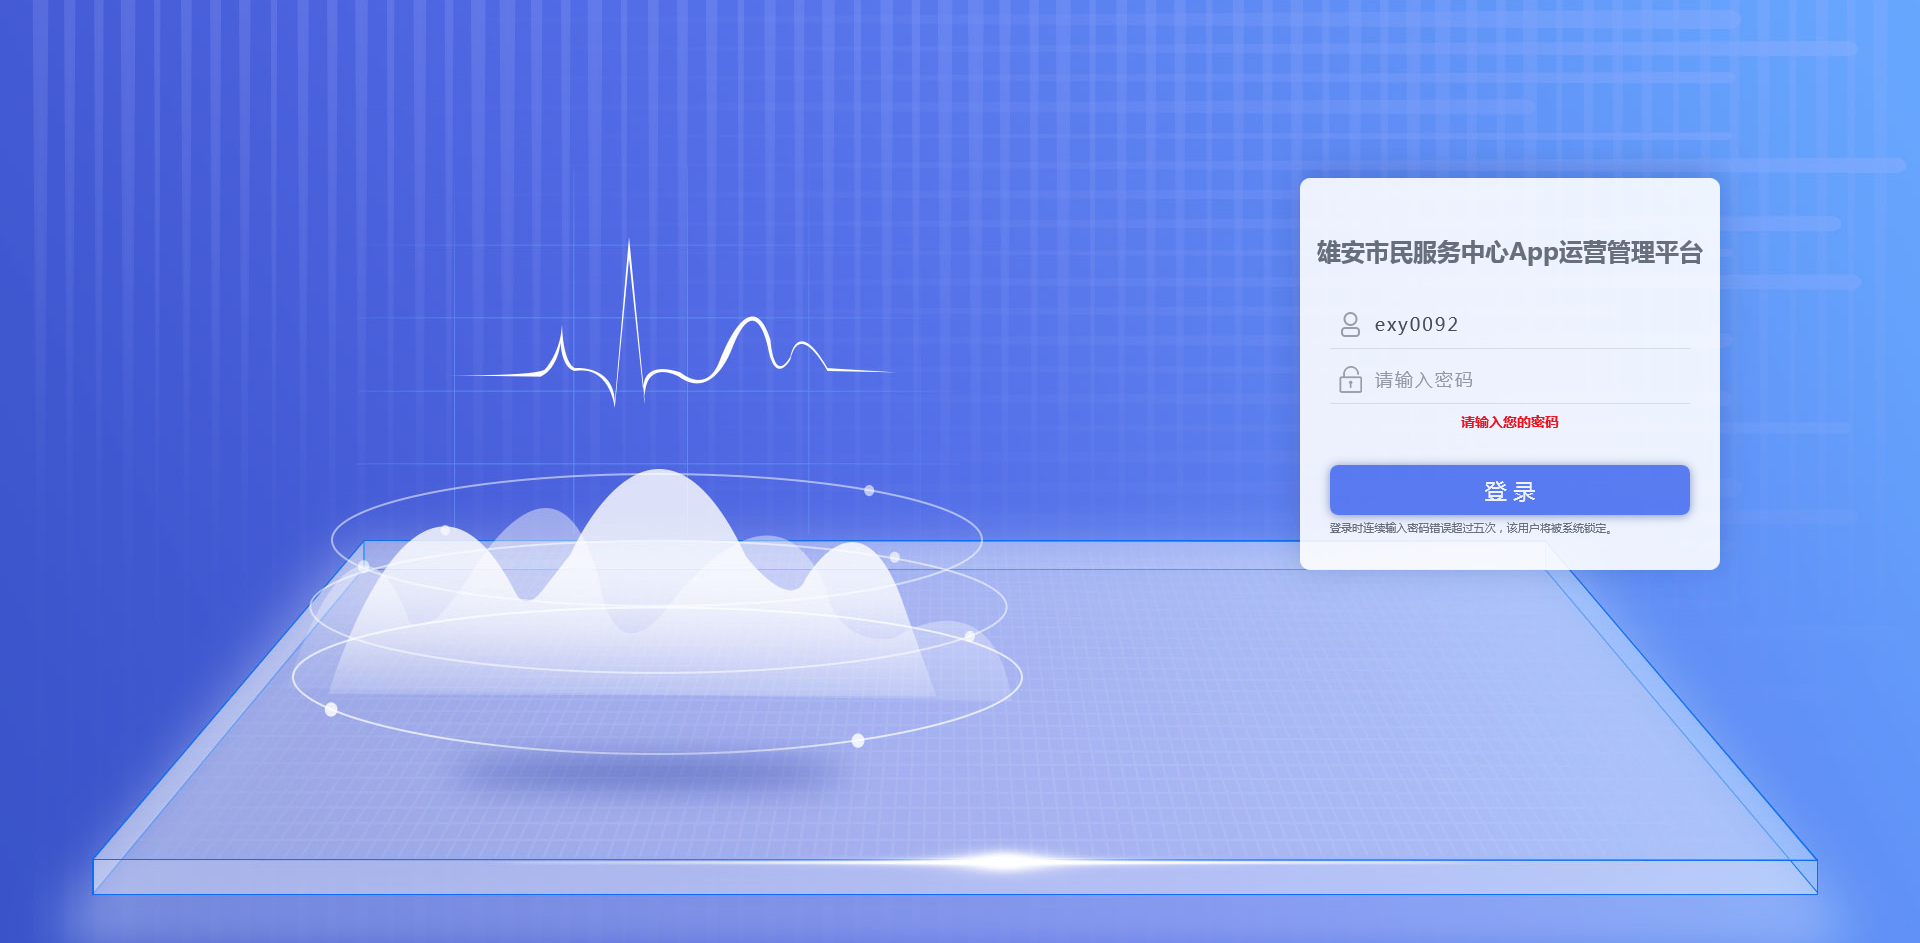 雄安市民服务中心App运营管理平台
exy0092
请输入密码
请输入您的密码
登 录
登录时连续输入密码错误超过五次，该用户将被系统锁定。